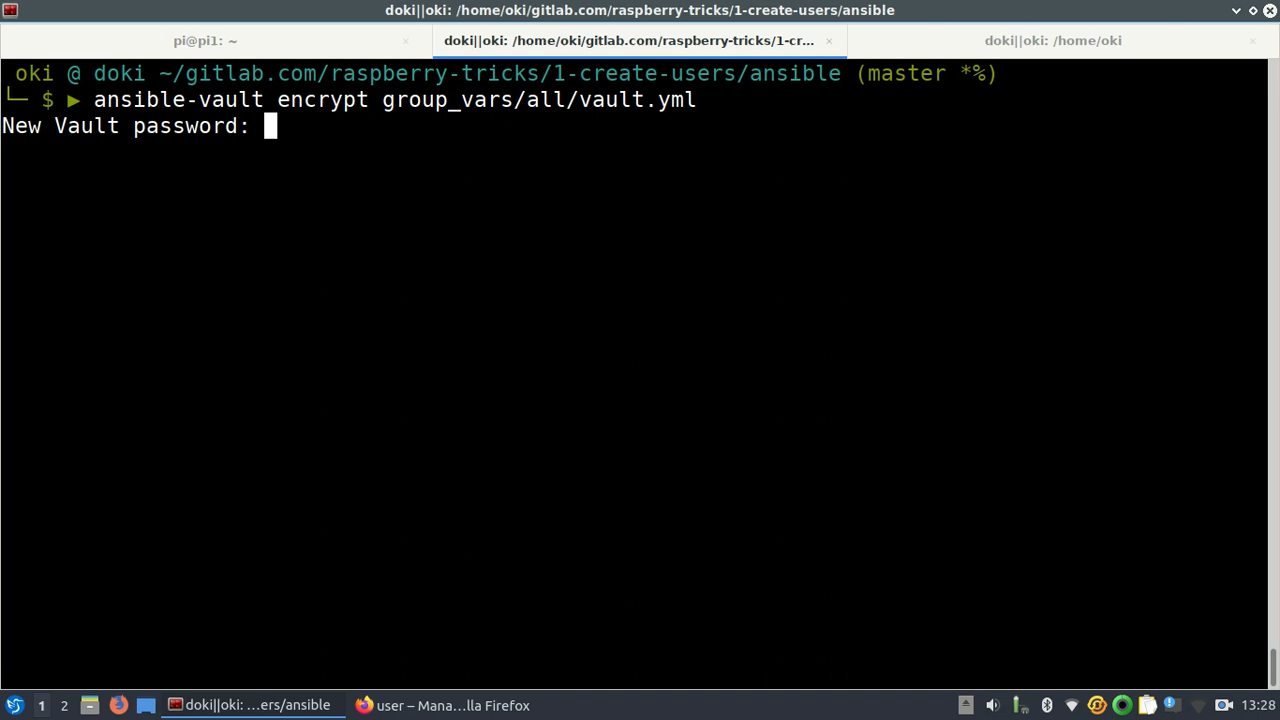 doki||oki: /home/oki/gitlab.com/raspberry-tricks/1-create-users/ansible
pi@pi1: ~
doki||oki: /home/oki/gitlab.com/raspberry-tricks/1-cr...
doki||oki: /home/oki
oki @ doki ~/gitlab.com/raspberry-tricks/1-create-users/ansible (master *%)
└─ $ ▶ ansible-vault encrypt group_vars/all/vault.yml
New Vault password:
1 2 doki||oki: ...ers/ansible user – Mana...lla Firefox 13:28